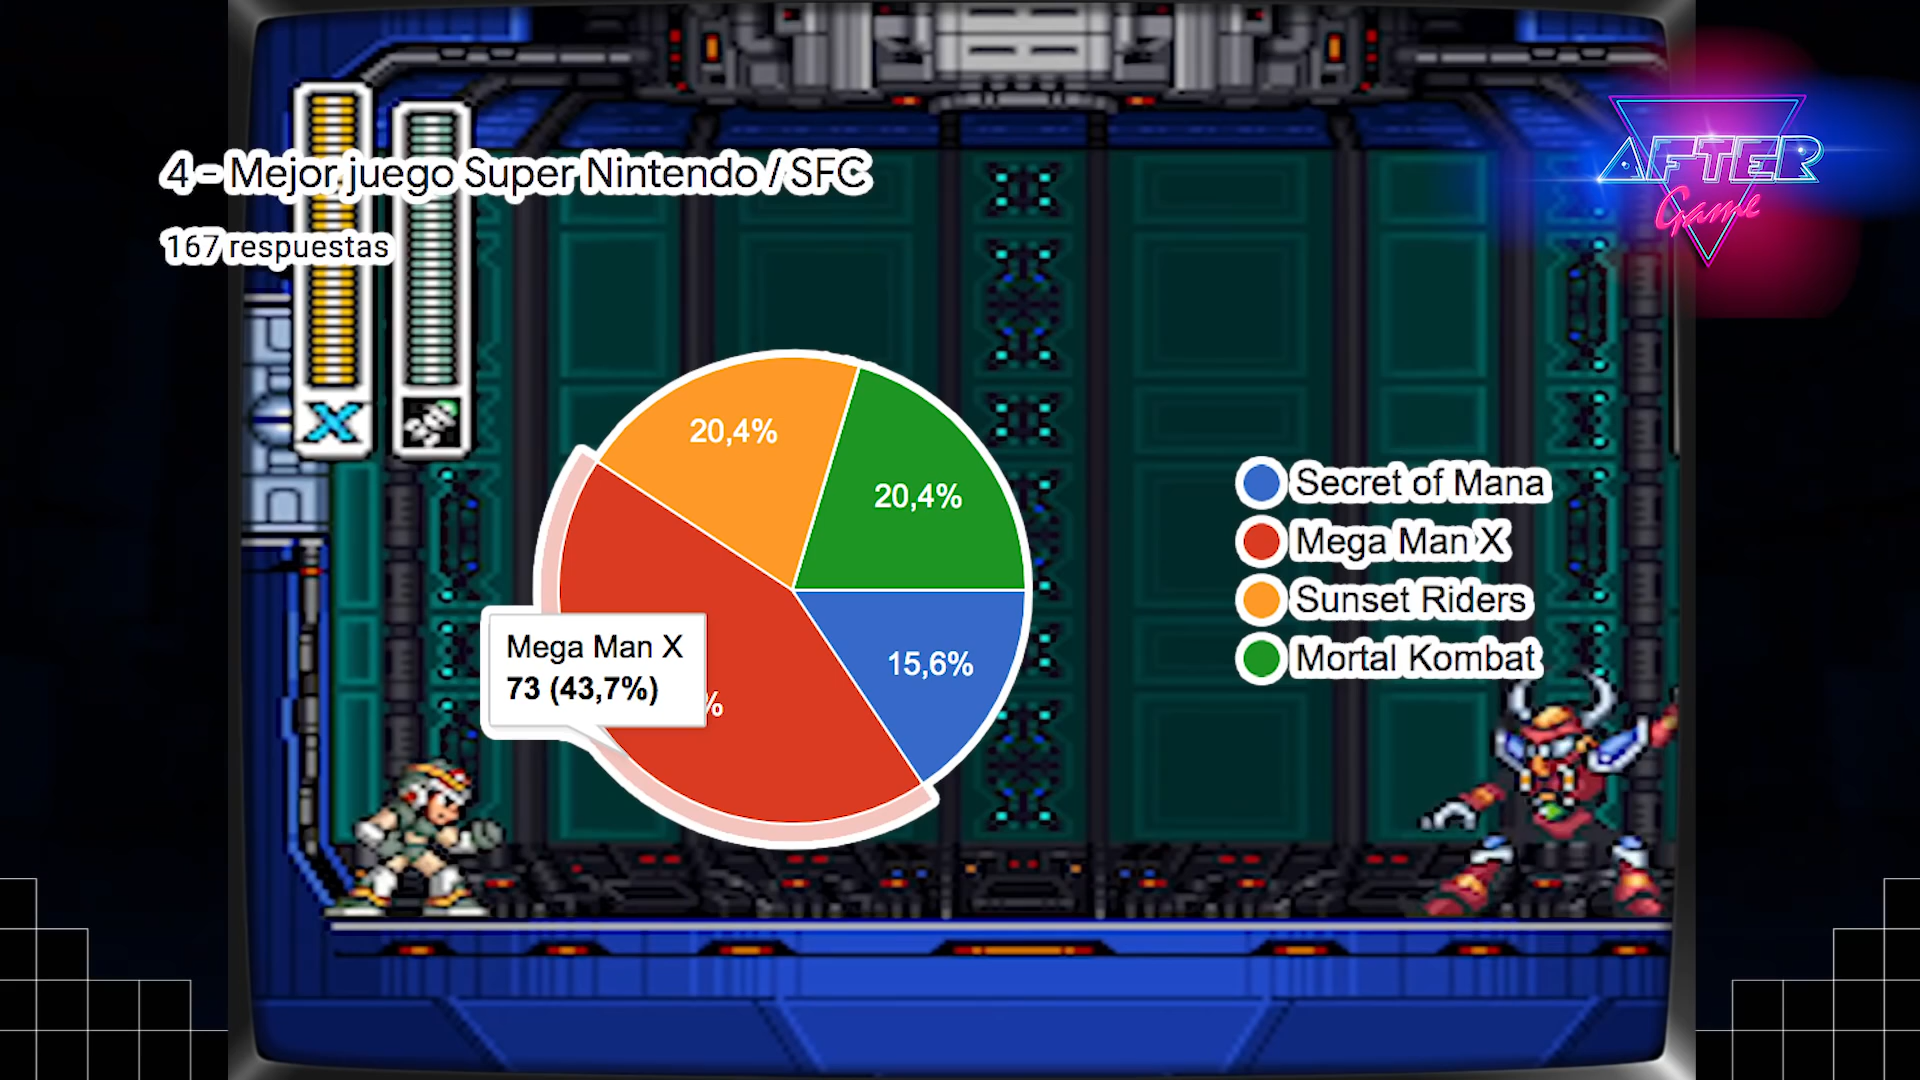 4 - Mejor juego Super Nintendo / SFC
167 respuestas
AFTER
Game
X
20,4%
20,4%
15,6%
Mega Man X
73 (43,7%)
%
Secret of Mana
Mega Man X
Sunset Riders
Mortal Kombat